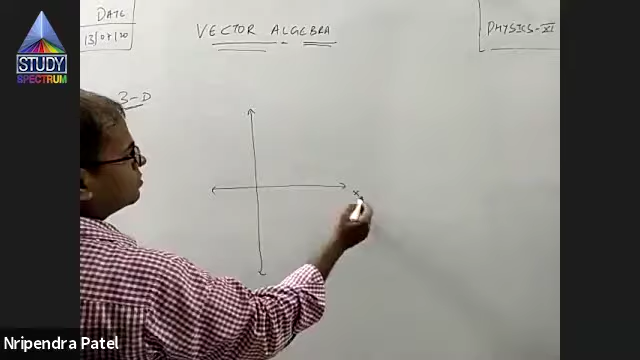 DATE
13/07/20
VECTOR ALGEBRA
PHYSICS-XI
STUDY
SPECTRUM
3-D
x
Nripendra Patel